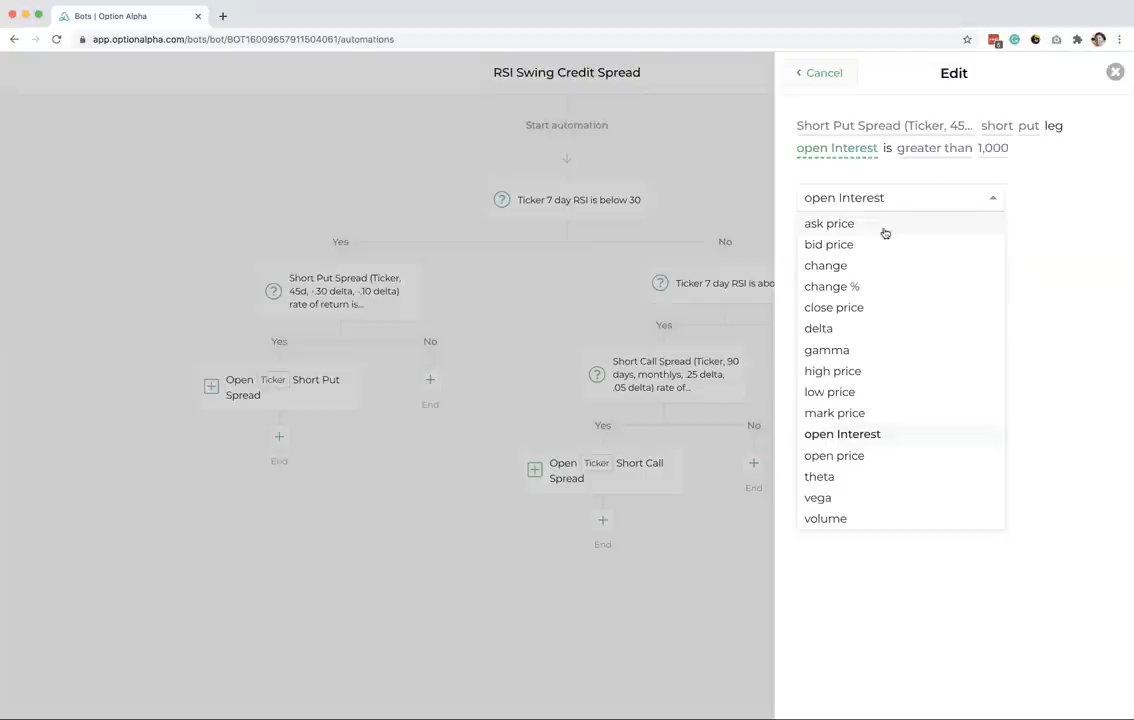 Bots | Option Alpha
app.optionalpha.com/bots/bot/BOT16009657911504061/automations
RSI Swing Credit Spread
Start automation
Ticker 7 day RSI is below 30
Yes
No
Short Put Spread (Ticker,
45d, -.30 delta, -.10 delta)
rate of return is...
Ticker 7 day RSI is abo
Yes
No
Yes
Open Ticker Short Put
Spread
End
End
Short Call Spread (Ticker, 90
days, monthlys, .25 delta,
.05 delta) rate of...
Yes
No
Open Ticker Short Call
Spread
End
End
Cancel
Edit
Short Put Spread (Ticker, 45... short put leg
open Interest is greater than 1,000
open Interest
ask price
bid price
change
change %
close price
delta
gamma
high price
low price
mark price
open Interest
open price
theta
vega
volume